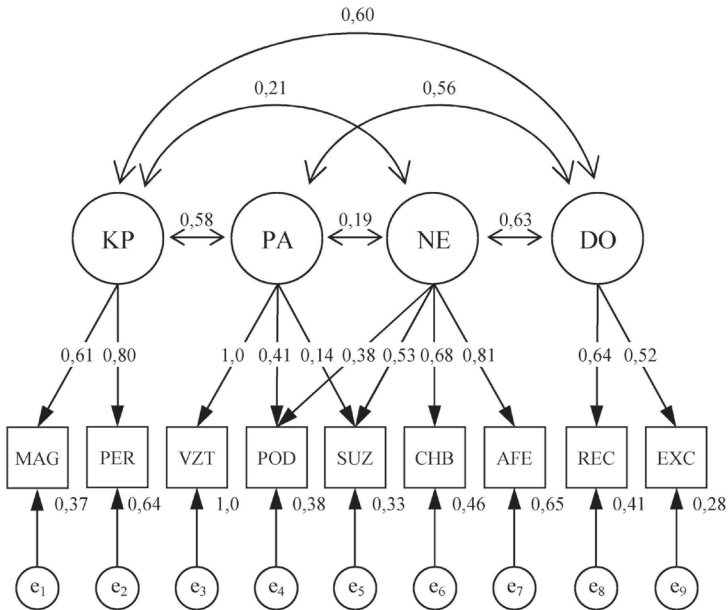 0,60
0,21 0,56
KP 0,58 PA 0,19 NE 0,63 DO
0,61 0,80 1,0 0,41 0,14 0,38 0,53 0,68 0,81 0,64 0,52
MAG PER VZT POD SUZ CHB AFE REC EXC
0,37 0,64 1,0 0,38 0,33 0,46 0,65 0,41 0,28
e1 e2 e3 e4 e5 e6 e7 e8 e9